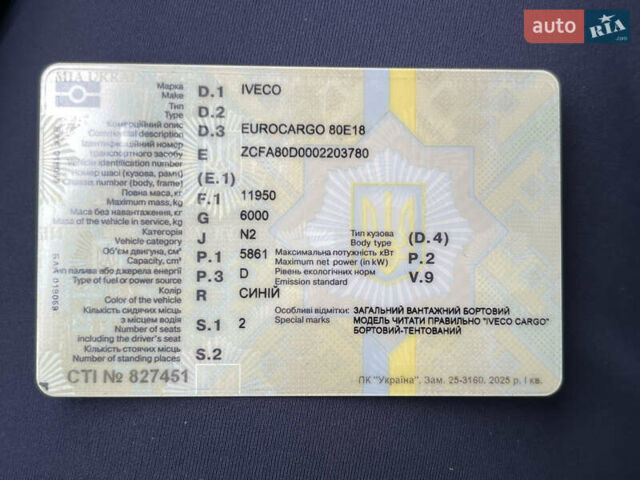 auto RIA .com
Марка D.1 IVECO
Make
Тип D.2
Type
Комерційний опис D.3 EUROCARGO 80E18
Commercial description
Ідентифікаційний номер
транспортного засобу E ZCFA80D0002203780
Vehicle identification number
Номер шасі (кузова, рами) (E.1)
Chassis number (body, frame)
Повна маса, кг F.1 11950
Maximum mass, kg
Маса без навантаження, кг G 6000
Mass of the vehicle in service, kg
Категорія J N2 Тип кузова (D.4)
Vehicle category Body type
Об'єм двигуна, см³ P.1 5861 Максимальна потужність кВт P.2
Capacity, cm³ Maximum net power (in kW)
Тип палива або джерела енергії P.3 D Рівень екологічних норм V.9
Type of fuel or power source Emission standard
Колір R СИНІЙ
Color of the vehicle
Кількість сидячих місць Особливі відмітки: ЗАГАЛЬНИЙ ВАНТАЖНИЙ БОРТОВИЙ
з місцем водія S.1 2 Special marks МОДЕЛЬ ЧИТАТИ ПРАВИЛЬНО "IVECO CARGO"
Number of seats БОРТОВИЙ-ТЕНТОВАНИЙ
including the driver's seat
Кількість стоячих місць S.2
Number of standing places
СТІ № 827451
ПК "Україна". Зам. 25-3160. 2025 р. І кв.